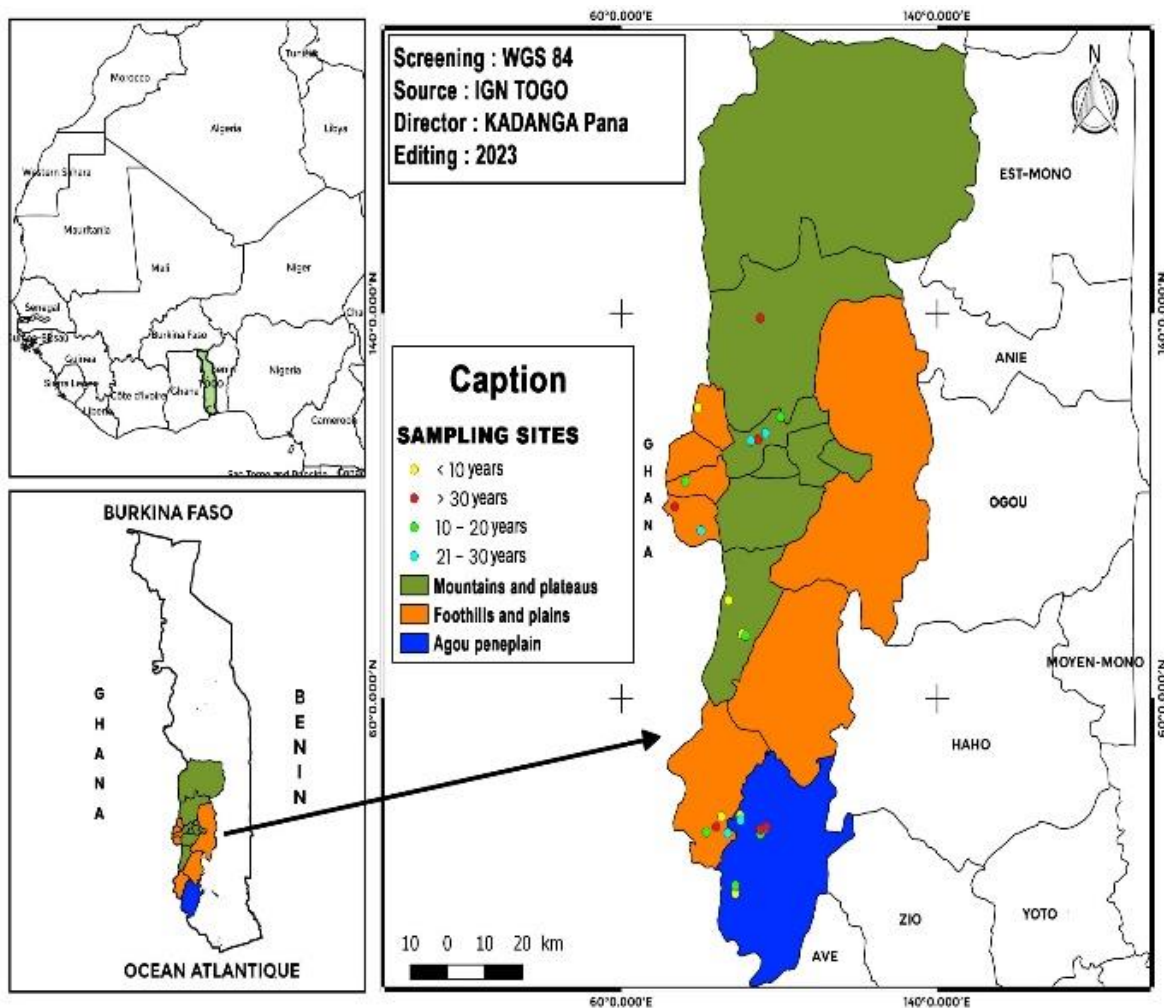 Morocco
Tunisia
Algeria
Libya
Western Sahara
Mauritania
Mali
Niger
Senegal
Burkina Faso
Guinea
Sierra Leone
Liberia
Côte d'Ivoire
Ghana
TOGO
Nigeria
Cameroon
BURKINA FASO
GHANA
BENIN
OCEAN ATLANTIQUE
60°0.000'E
140°0.000'E
Screening : WGS 84
Source : IGN TOGO
Director : KADANGA Pana
Editing : 2023
N
EST-MONO
140°0.000'N
160°0.000'N
ANIE
Caption
SAMPLING SITES
< 10 years
> 30 years
10 – 20 years
21 – 30 years
Mountains and plateaus
Foothills and plains
Agou peneplain
GHANA
OGOU
MOYEN-MONO
60°0.000'N
60°0.000'N
HAHO
ZIO
YOTO
AVE
10 0 10 20 km
60°0.000'E
140°0.000'E